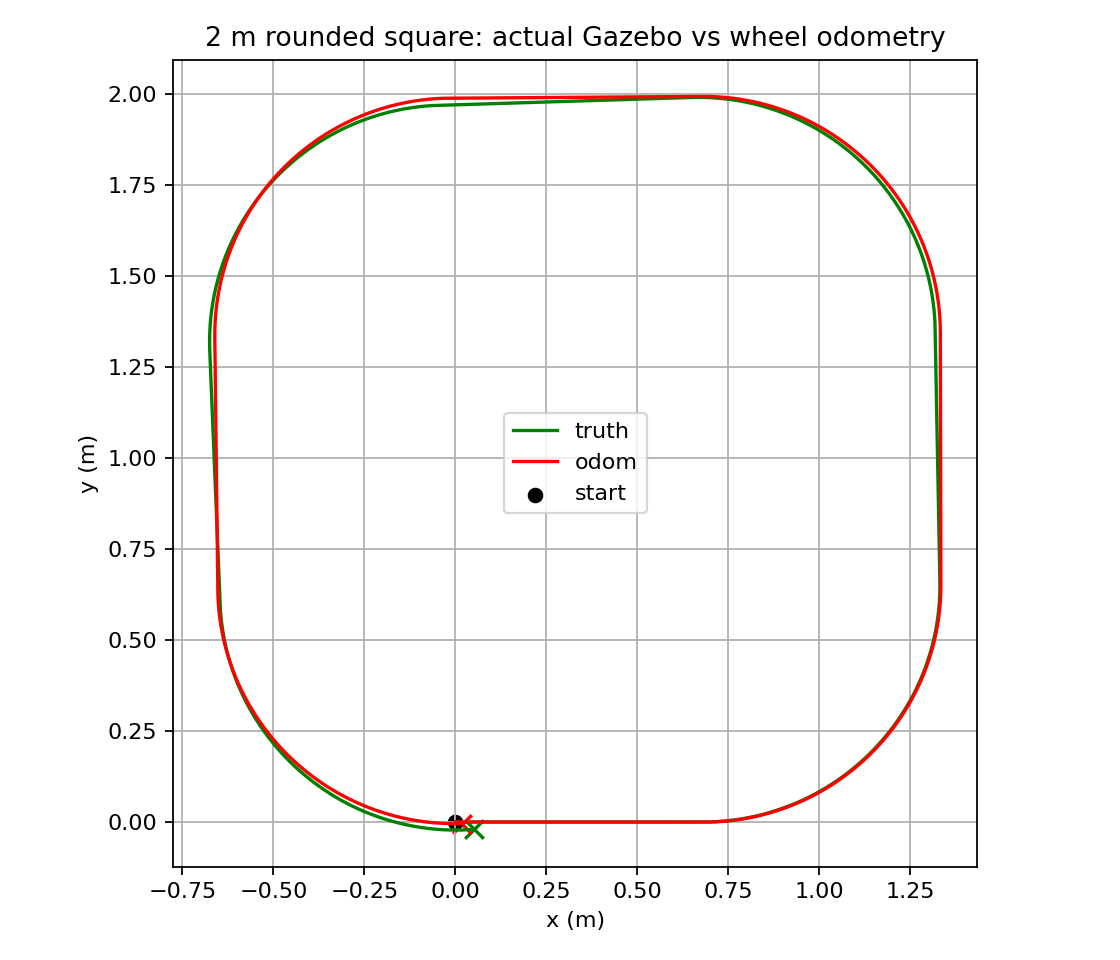 2 m rounded square: actual Gazebo vs wheel odometry
y (m)
2.00
1.75
1.50
1.25
1.00
0.75
0.50
0.25
0.00
truth
odom
start
−0.75 −0.50 −0.25 0.00 0.25 0.50 0.75 1.00 1.25
x (m)